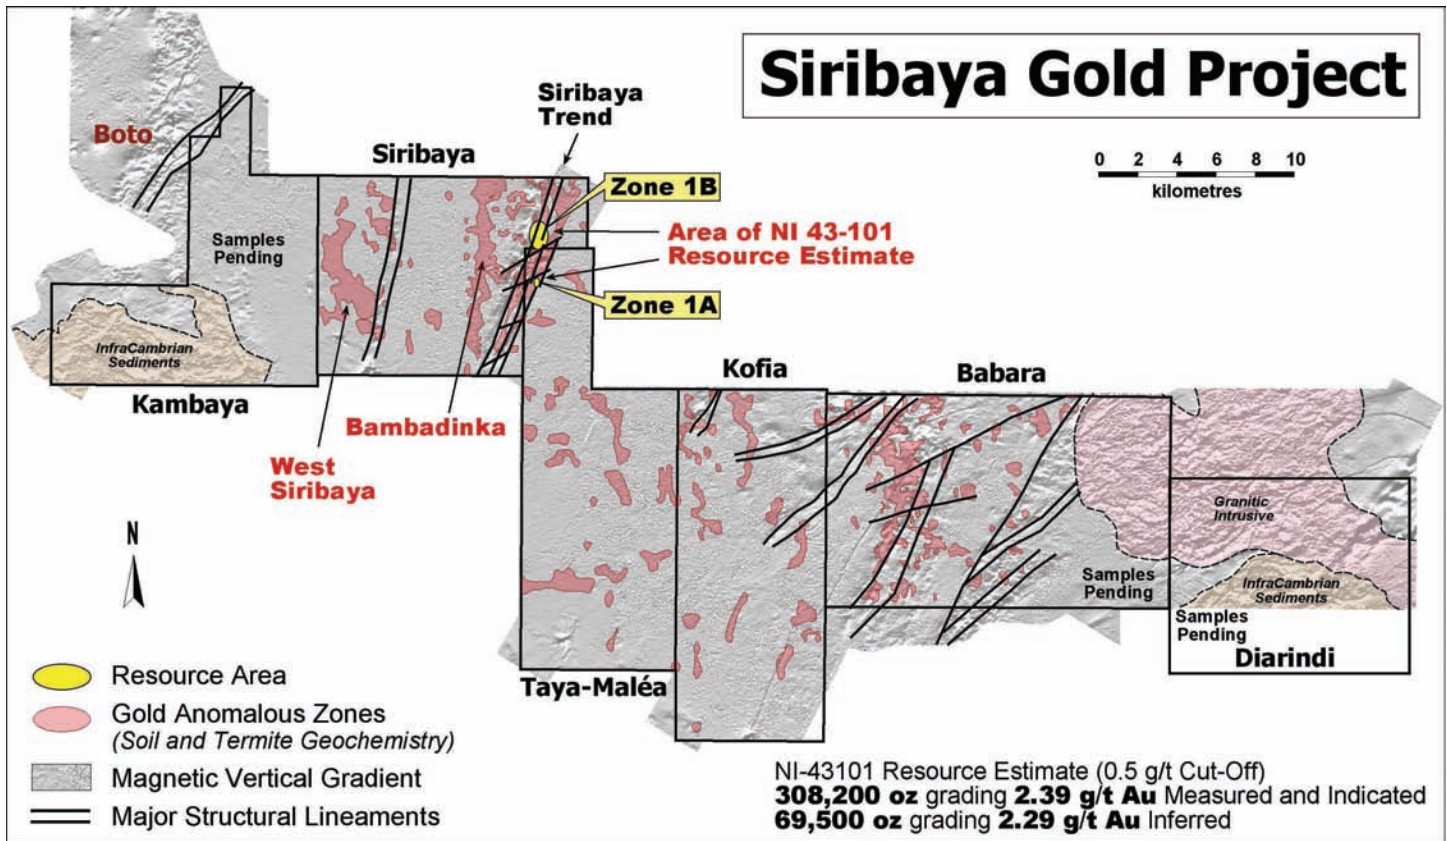 Siribaya Gold Project
Siribaya
Trend
Boto
Siribaya
0 2 4 6 8 10
kilometres
Zone 1B
Area of NI 43-101
Resource Estimate
Zone 1A
Samples
Pending
InfraCambrian
Sediments
Kambaya
Bambadinka
West
Siribaya
Kofia
Babara
Granitic
Intrusive
Samples
Pending
InfraCambrian
Sediments
Samples
Pending
Diarindi
Taya-Maléa
N
Resource Area
Gold Anomalous Zones
(Soil and Termite Geochemistry)
Magnetic Vertical Gradient
Major Structural Lineaments
NI-43101 Resource Estimate (0.5 g/t Cut-Off)
308,200 oz grading 2.39 g/t Au Measured and Indicated
69,500 oz grading 2.29 g/t Au Inferred